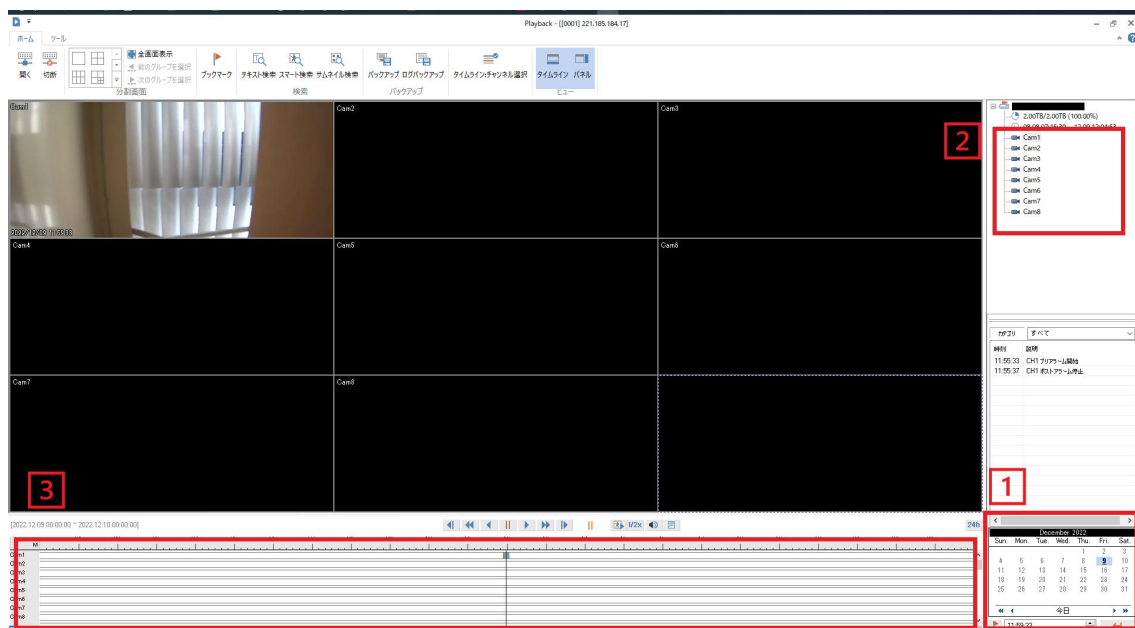 Playback - [[0001] 221.185.184.17]
ホーム ツール
開く 切断 全画面表示 前のグループを選択 次のグループを選択 ブックマーク テキスト検索 スマート検索 サムネイル検索 バックアップ ログバックアップ タイムライン:チャンネル選択 タイムライン パネル
分割画面 検索 バックアップ ビュー
Cam1 Cam2 Cam3
2
2.00TB/2.00TB (100.00%)
Cam1
Cam2
Cam3
Cam4
Cam5
Cam6
Cam7
Cam8
Cam4 Cam5 Cam6
カテゴリ すべて
時刻 説明
11:55:33 CH1 プリアラーム開始
11:55:37 CH1 ポストアラーム停止
Cam7 Cam8
3
1
[2022.12.09 00:00:00 ~ 2022.12.10 00:00:00]
1/2x
24h
M
Cam1
Cam2
Cam3
Cam4
Cam5
Cam6
Cam7
Cam8
December 2022
Sun. Mon. Tue. Wed. Thu. Fri. Sat.
1 2 3
4 5 6 7 8 9 10
11 12 13 14 15 16 17
18 19 20 21 22 23 24
25 26 27 28 29 30 31
今日